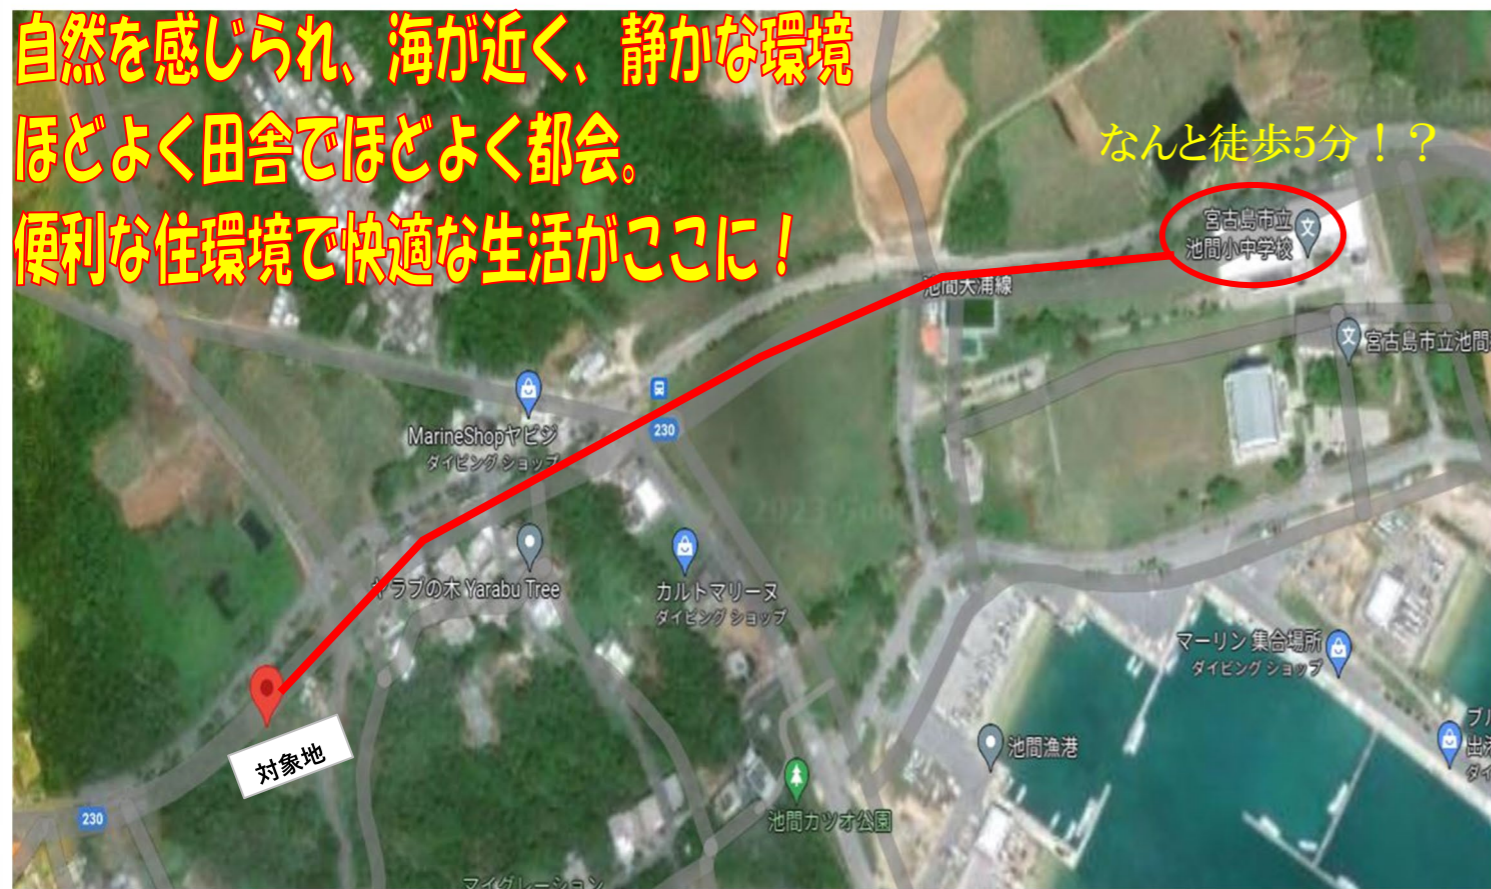 自然を感じられ、海が近く、静かな環境
ほどよく田舎でほどよく都会。
便利な住環境で快適な生活がここに！
なんと徒歩5分！？
宮古島市立
池間小中学校
池間大浦線
宮古島市立池間
MarineShopヤビジ
ダイビング ショップ
230
ヤラブの木 Yarabu Tree
カルトマリーヌ
ダイビング ショップ
マーリン 集合場所
ダイビング ショップ
対象地
池間漁港
230
池間カツオ公園
マイグレーション